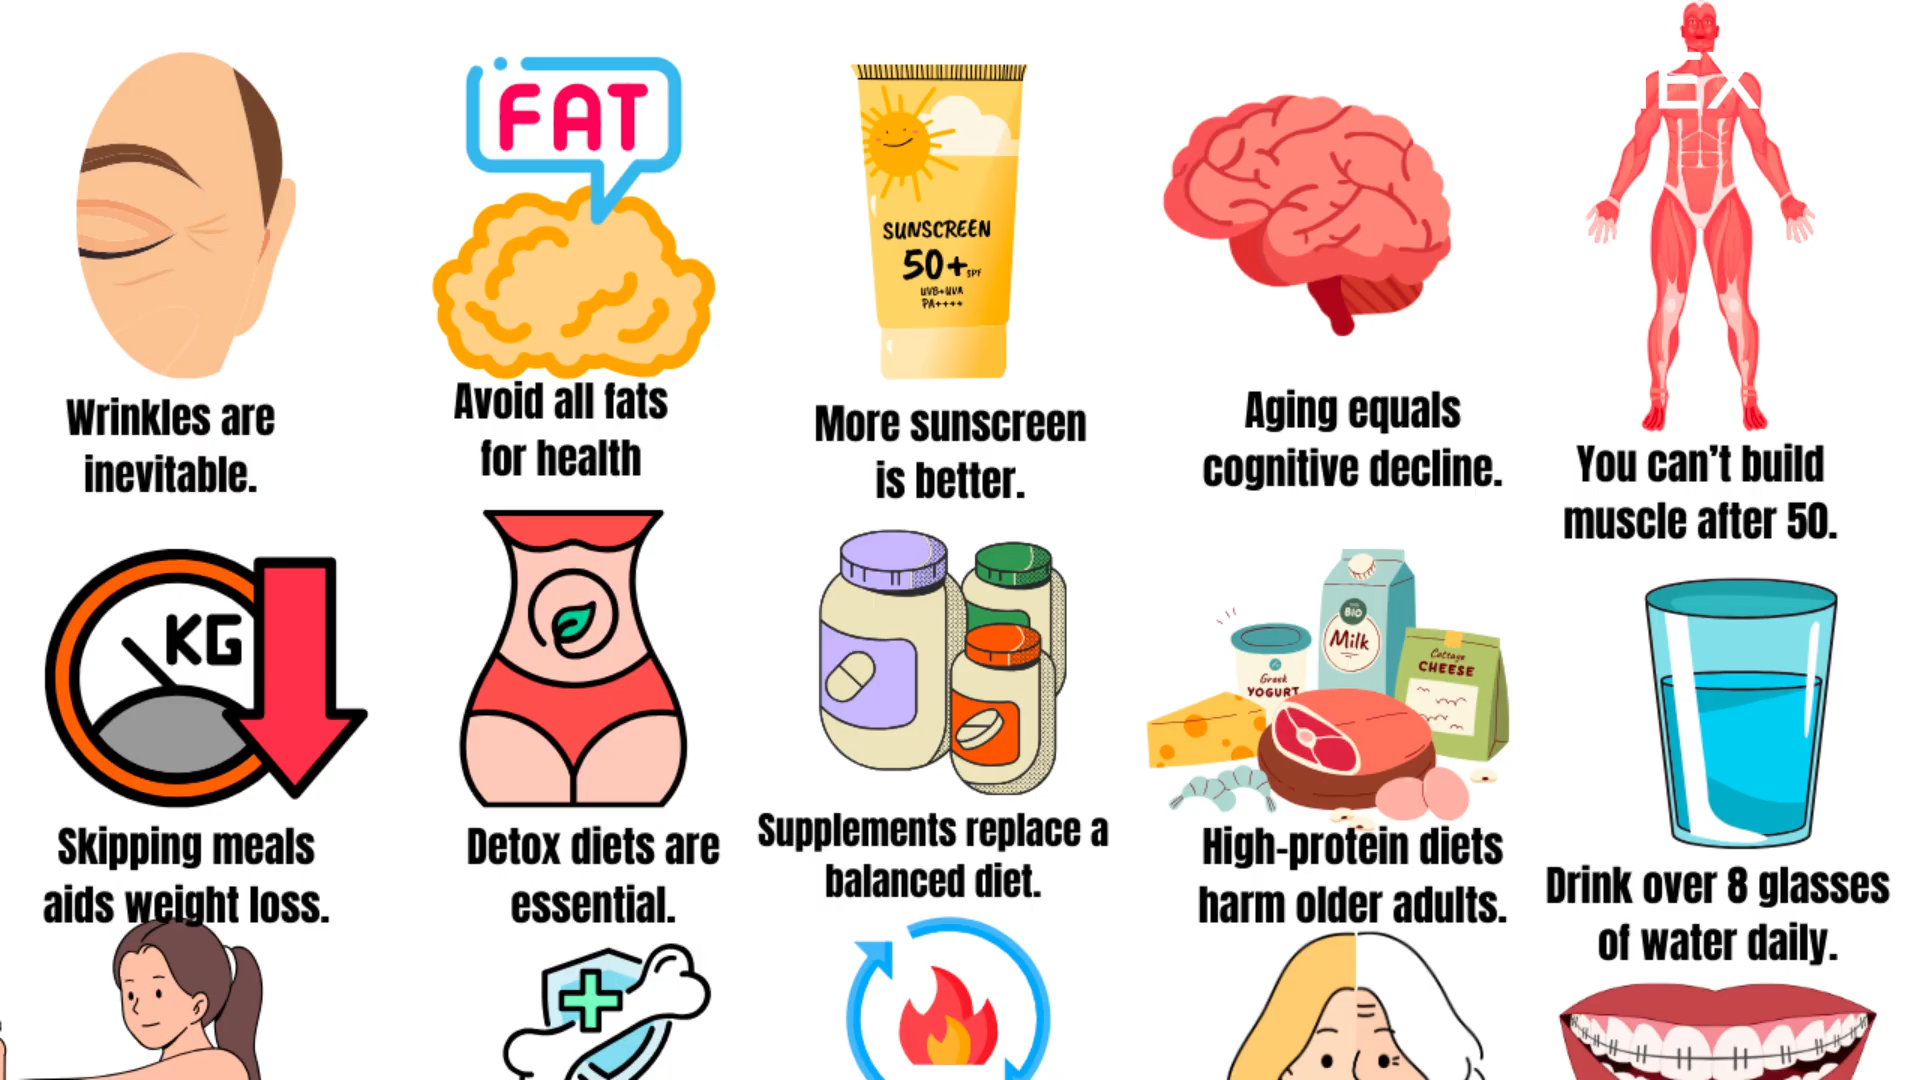 FAT
SUNSCREEN
50+ SPF
UVB+UVA
PA++++
EX
Wrinkles are
inevitable.
Avoid all fats
for health
More sunscreen
is better.
Aging equals
cognitive decline.
You can't build
muscle after 50.
KG
BIO
Milk
Greek
YOGURT
Cottage
CHEESE
Skipping meals
aids weight loss.
Detox diets are
essential.
Supplements replace a
balanced diet.
High-protein diets
harm older adults.
Drink over 8 glasses
of water daily.